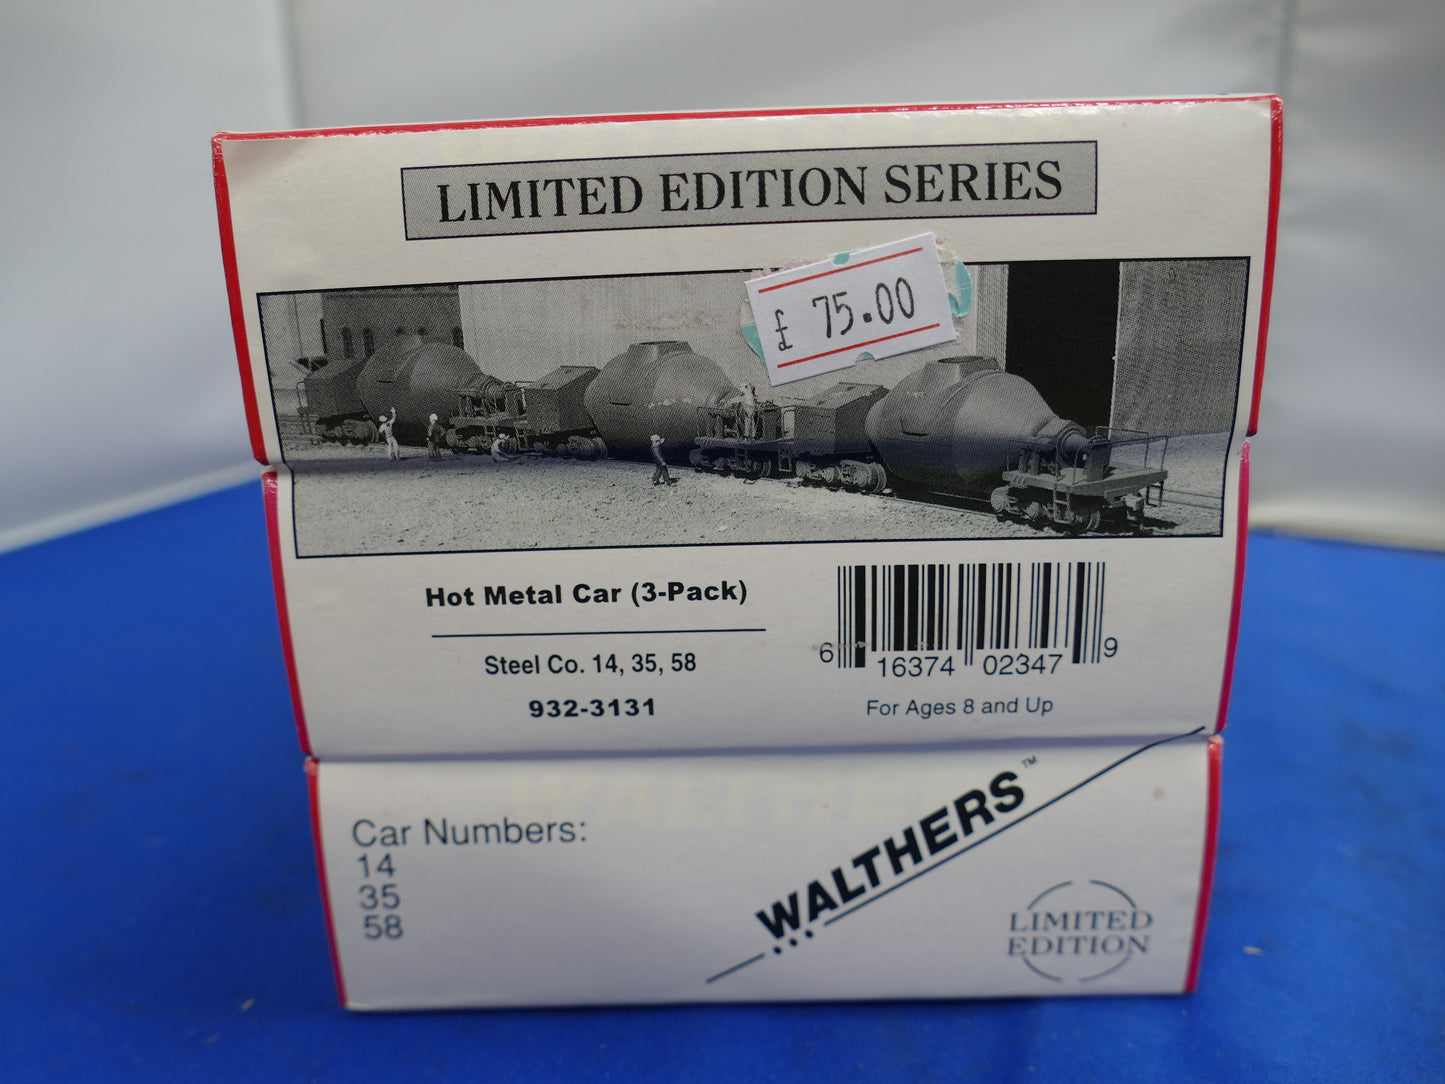 LIMITED EDITION SERIES
£ 75.00
Hot Metal Car (3-Pack)
Steel Co. 14, 35, 58
932-3131
6 16374 02347 9
For Ages 8 and Up
Car Numbers:
14
35
58
WALTHERS™
LIMITED
EDITION